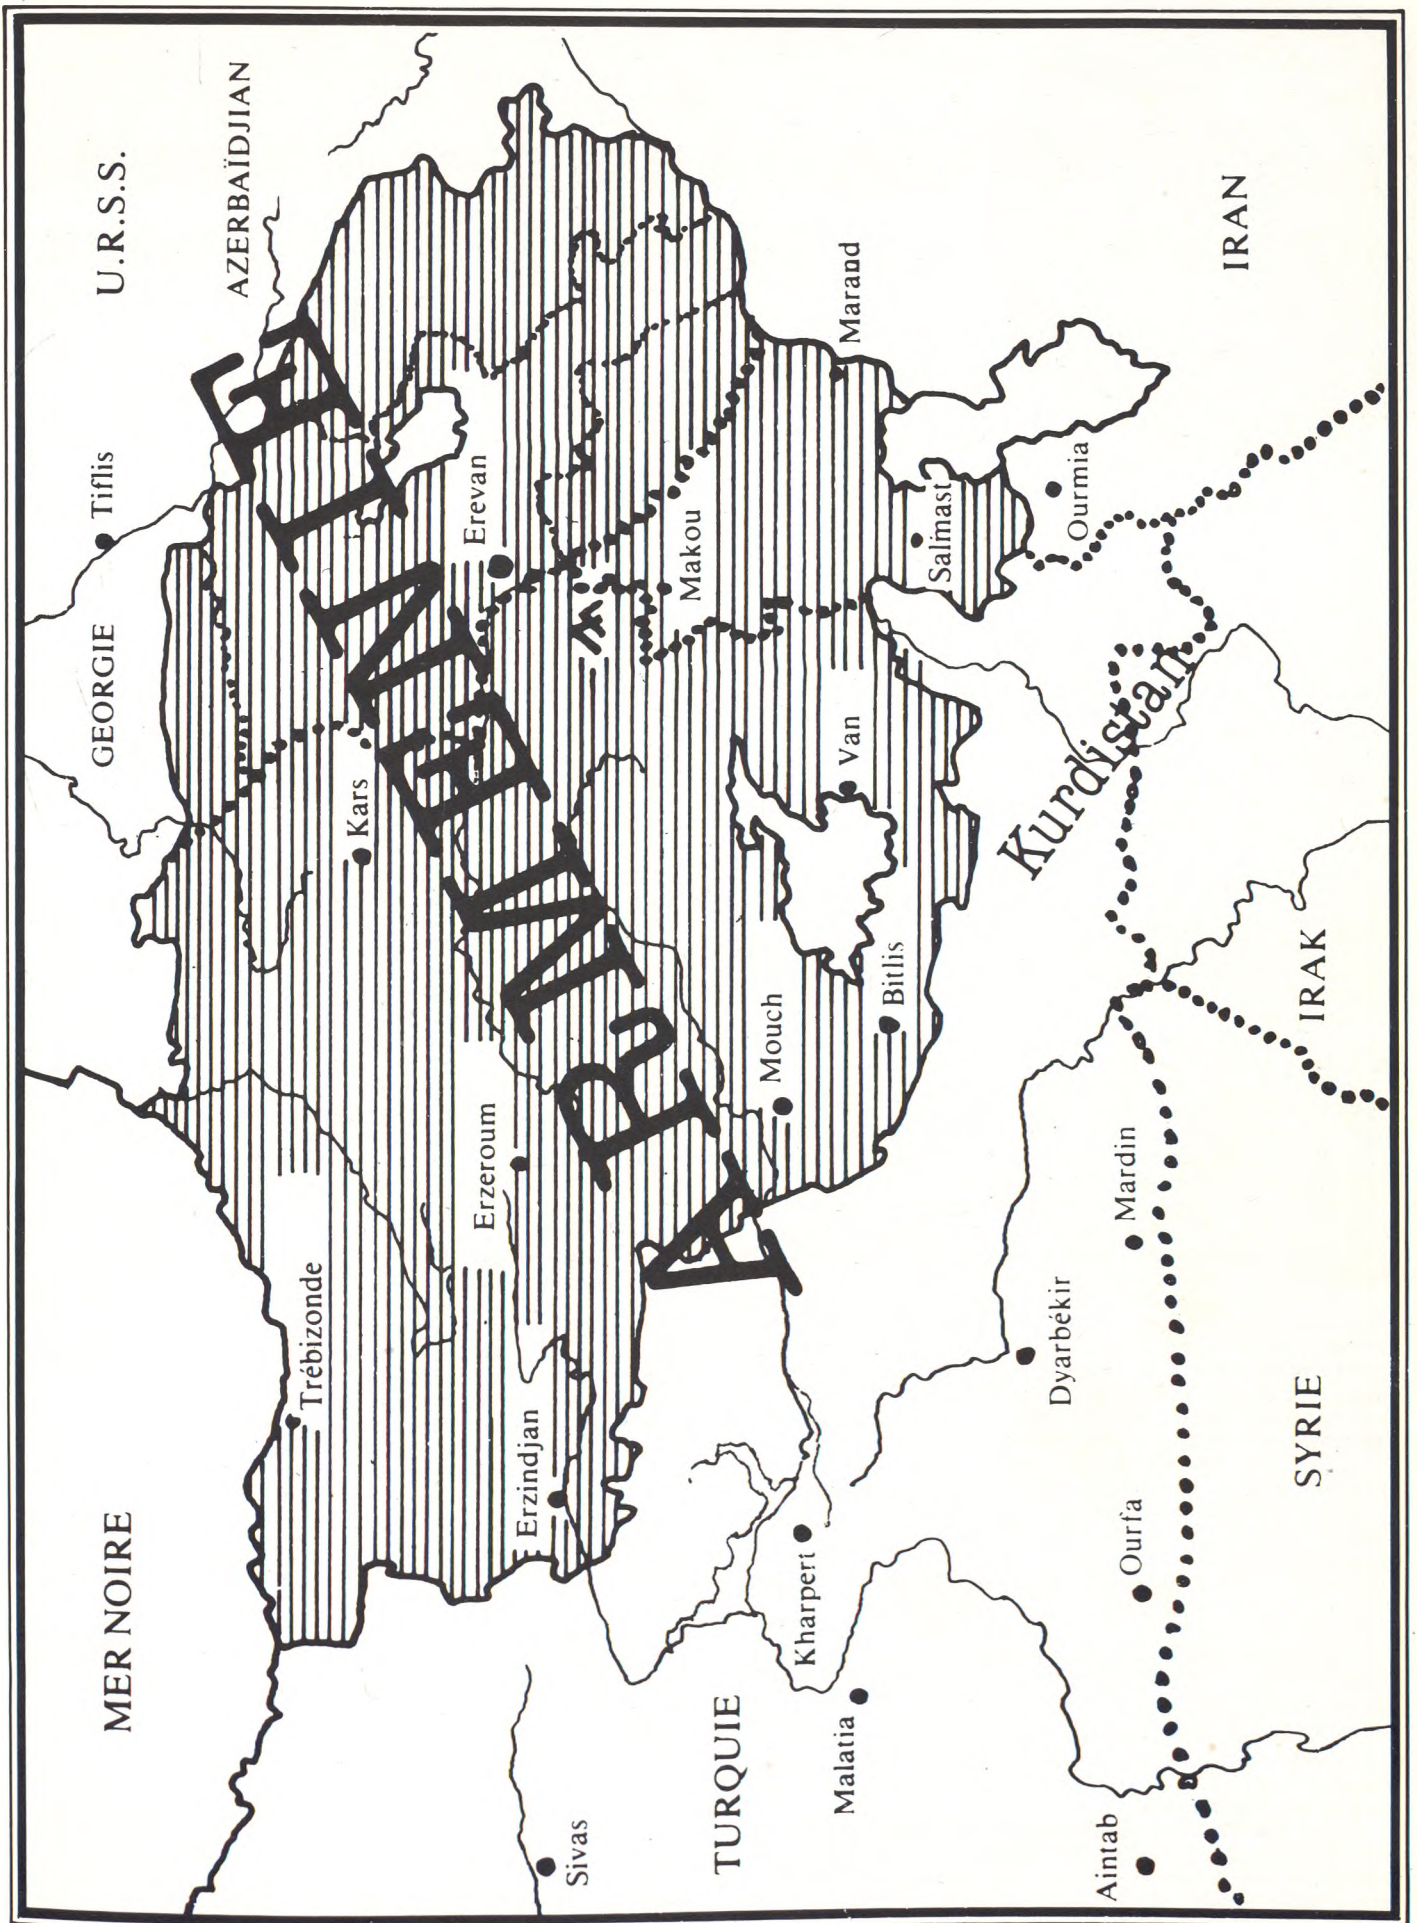 MER NOIRE
GEORGIE
U.R.S.S.
Tiflis
AZERBAÏDJIAN
Trébizonde
Kars
ARMÉNIE
Erevan
Erzeroum
Erzindjan
Sivas
Makou
Mouch
Van
Marand
Bitlis
Salmast
TURQUIE
Kharpert
Malatia
Ourmia
Kurdistan
Dyarbékir
Mardin
Ourfa
Aintab
IRAN
IRAK
SYRIE